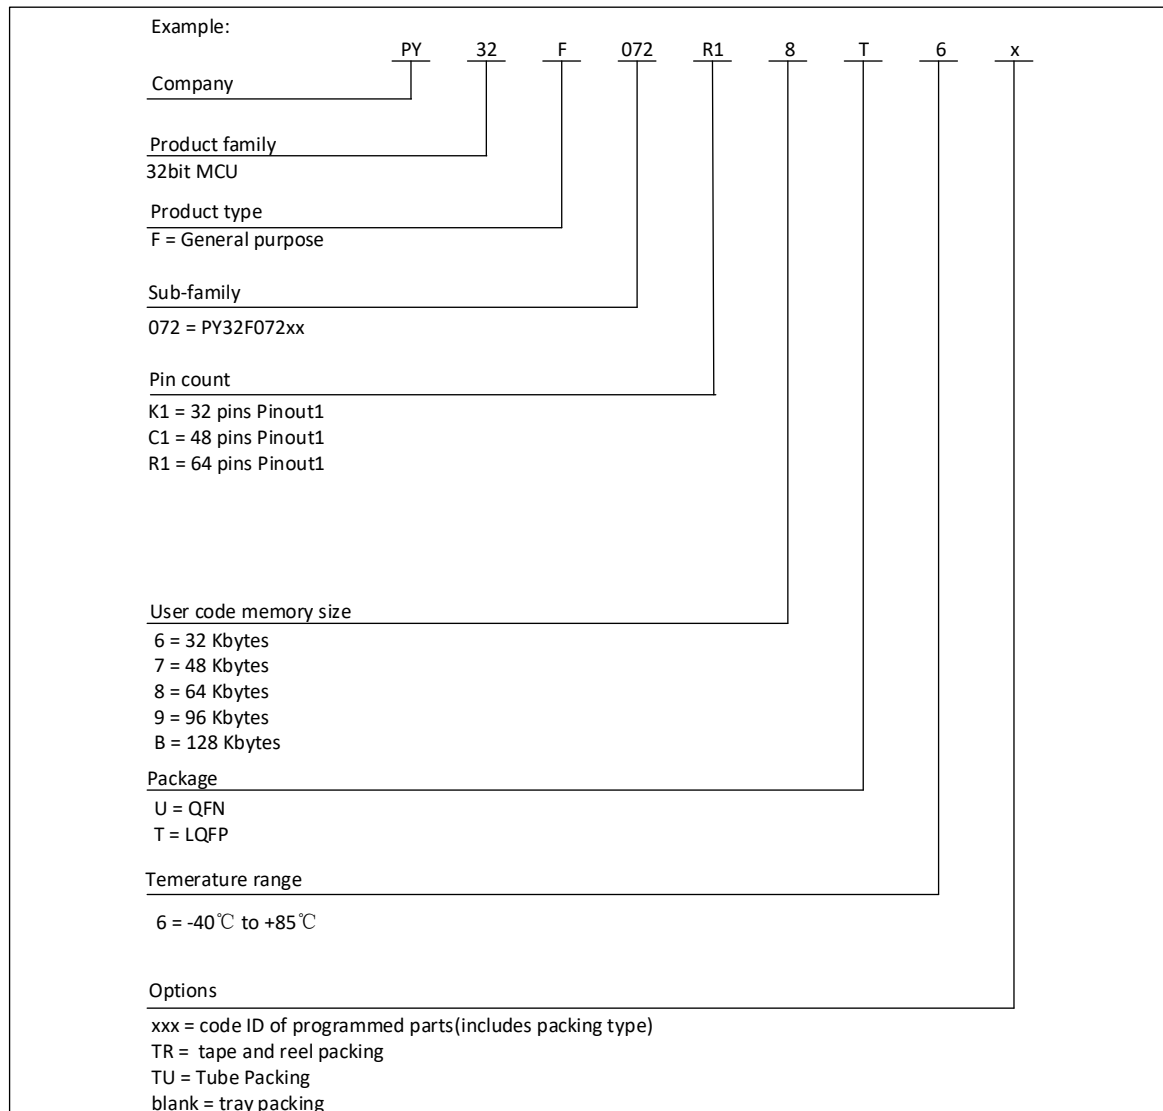 Example:
PY 32 F 072 R1 8 T 6 x
Company
Product family
32bit MCU
Product type
F = General purpose
Sub-family
072 = PY32F072xx
Pin count
K1 = 32 pins Pinout1
C1 = 48 pins Pinout1
R1 = 64 pins Pinout1
User code memory size
6 = 32 Kbytes
7 = 48 Kbytes
8 = 64 Kbytes
9 = 96 Kbytes
B = 128 Kbytes
Package
U = QFN
T = LQFP
Temerature range
6 = -40℃ to +85℃
Options
xxx = code ID of programmed parts(includes packing type)
TR = tape and reel packing
TU = Tube Packing
blank = tray packing